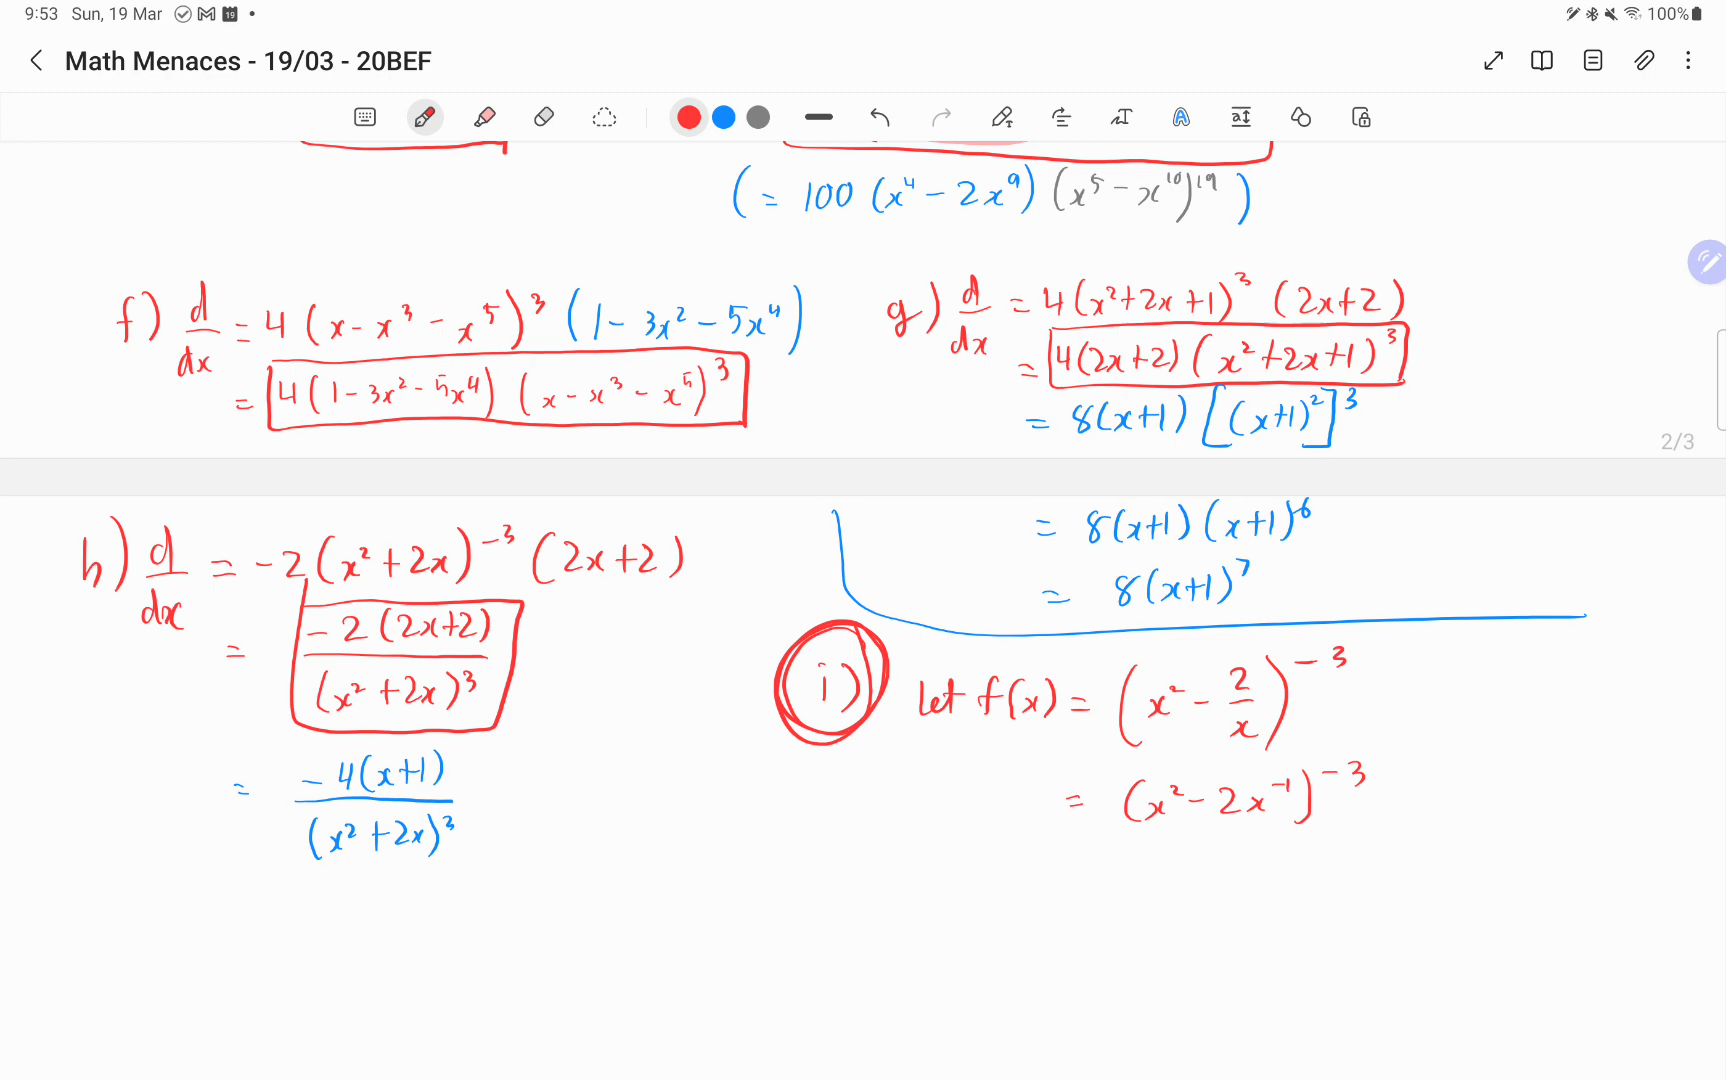 9:53 Sun, 19 Mar
Math Menaces - 19/03 - 20BEF
( = 100 (x⁴ - 2x⁹) (x⁵ - x¹⁰)¹⁹ )
f) d/dx = 4 (x - x³ - x⁵)³ (1 - 3x² - 5x⁴)
= 4 (1 - 3x² - 5x⁴) (x - x³ - x⁵)³
g) d/dx = 4(x² + 2x + 1)³ (2x + 2)
= 4(2x + 2) (x² + 2x + 1)³
= 8(x+1) [(x+1)²]³
2/3
= 8(x+1) (x+1)⁶
= 8(x+1)⁷
h) d/dx = -2 (x² + 2x)⁻³ (2x + 2)
= -2 (2x+2) / (x² + 2x)³
= -4(x+1) / (x² + 2x)³
i) let f(x) = (x² - 2/x)⁻³
= (x² - 2x⁻¹)⁻³
100%
19